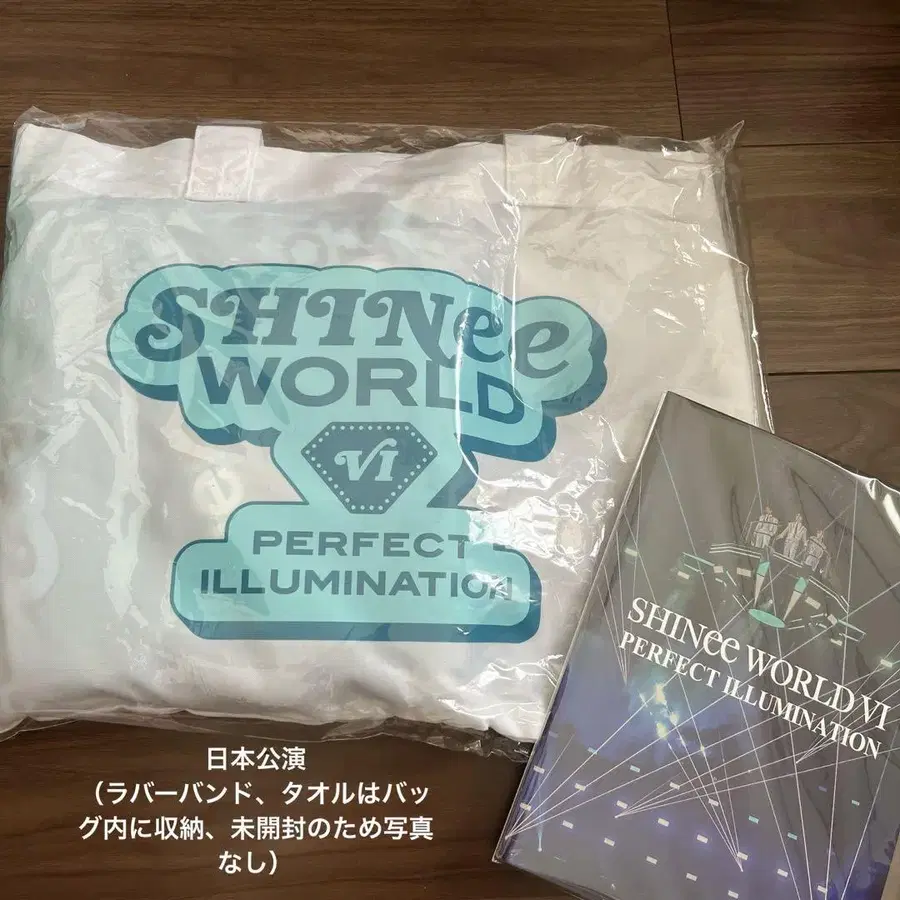 SHINee
WORLD
VI
PERFECT
ILLUMINATION
SHINee WORLD VI
PERFECT ILLUMINATION
日本公演
（ラバーバンド、タオルはバッ
グ内に収納、未開封のため写真
なし）